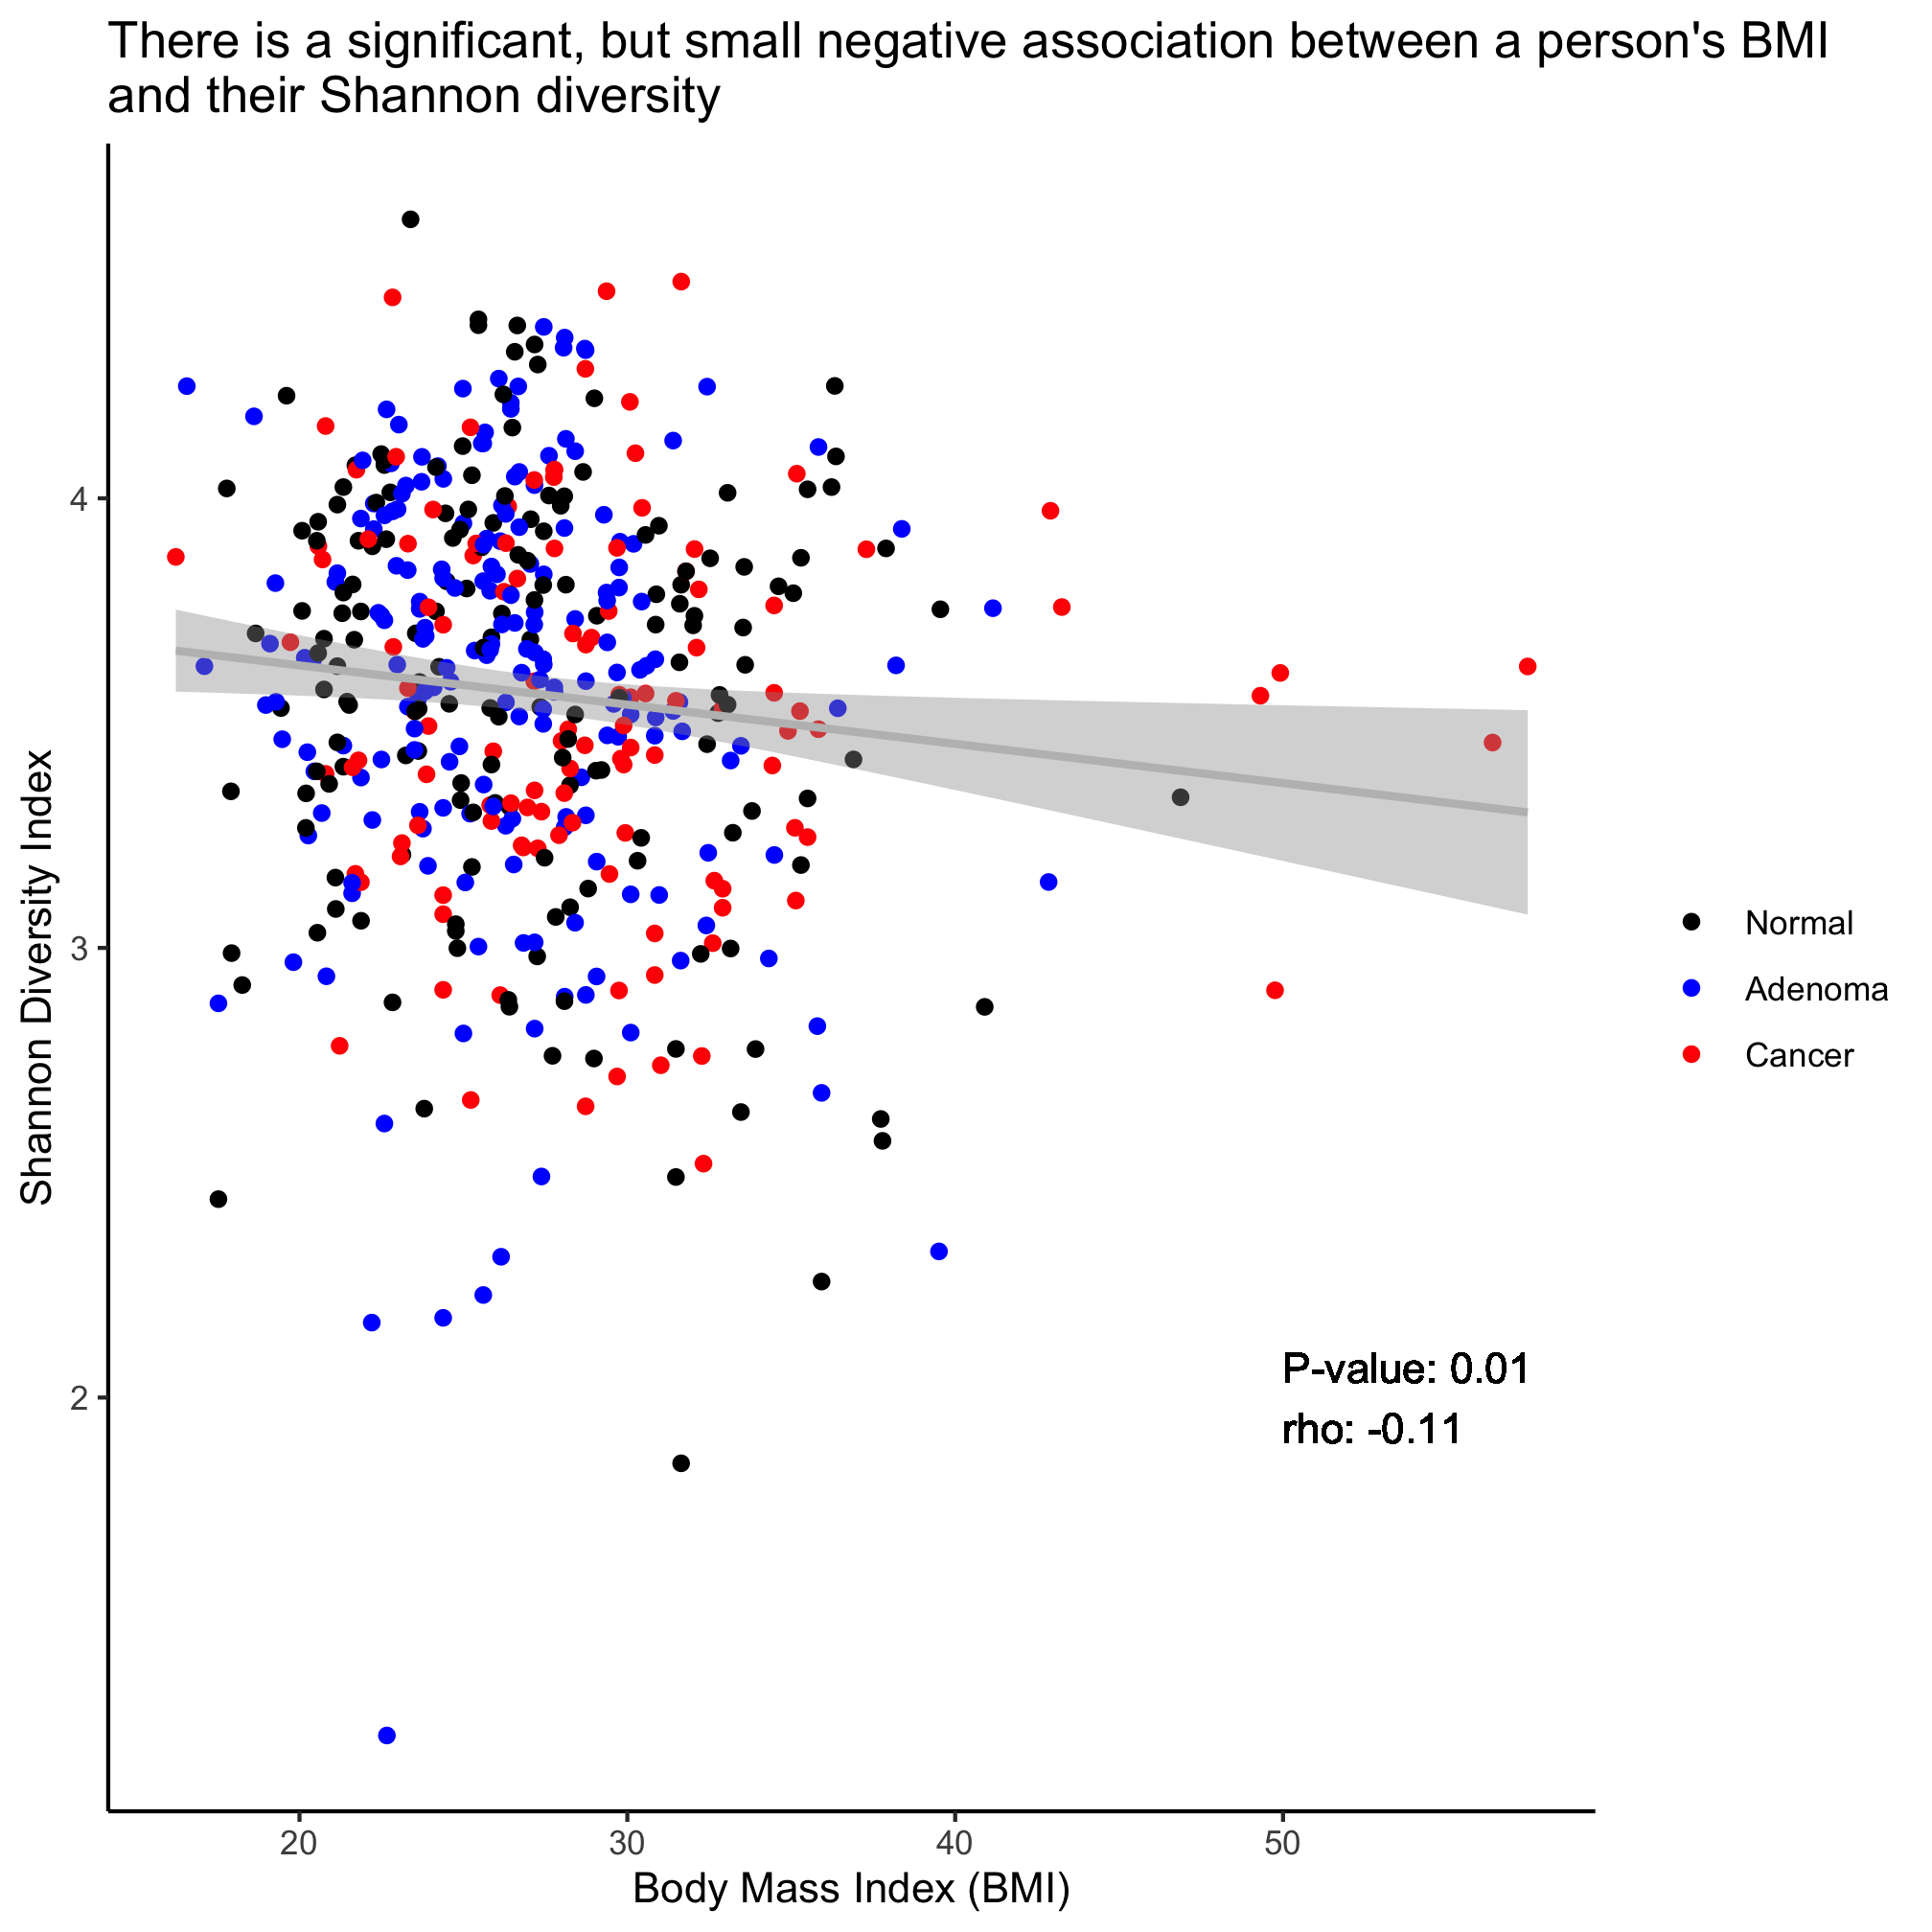 There is a significant, but small negative association between a person's BMI
and their Shannon diversity
Shannon Diversity Index
4
3
2
20
30
40
50
Body Mass Index (BMI)
Normal
Adenoma
Cancer
P-value: 0.01
rho: -0.11